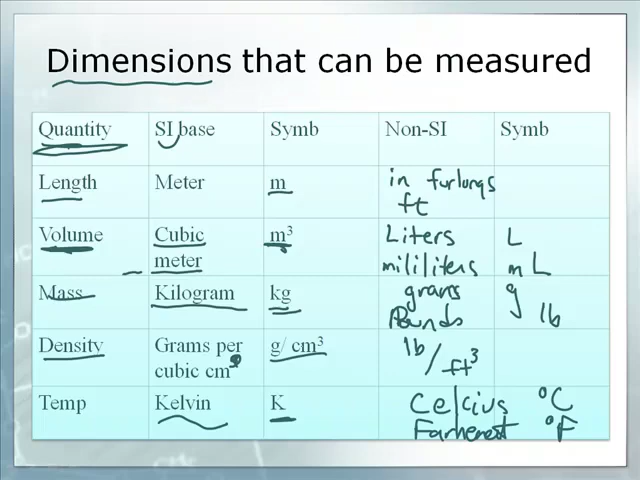 Dimensions that can be measured
Quantity SI base Symb Non-SI Symb
Length Meter m in furlongs
ft
Volume Cubic m³ Liters L
meter mililiters mL
Mass Kilogram kg grams g
Pounds lb
Density Grams per g/ cm³ lb/ft³
cubic cm
Temp Kelvin K Celcius °C
Farhenest °F